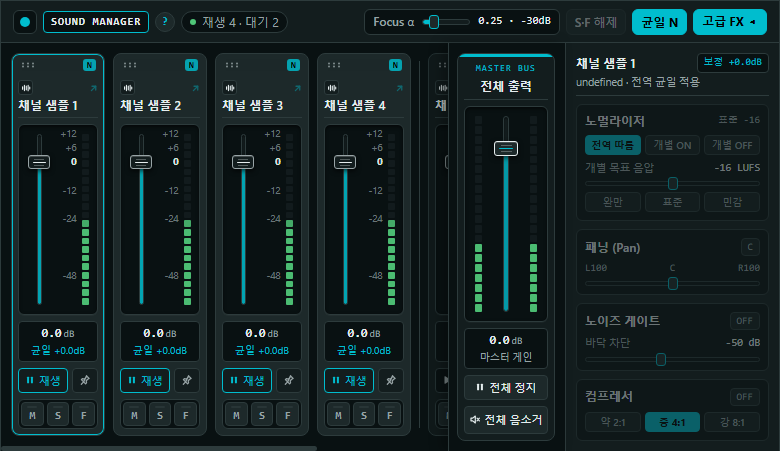 SOUND MANAGER ? 재생 4 · 대기 2 Focus α 0.25 · -30dB S·F 해제 균일 N 고급 FX ◂
N N N N
채널 샘플 1 채널 샘플 2 채널 샘플 3 채널 샘플 4
+12 +12 +12 +12
+6 +6 +6 +6
0 0 0 0
-12 -12 -12 -12
-24 -24 -24 -24
-48 -48 -48 -48
0.0 dB 0.0 dB 0.0 dB 0.0 dB
균일 +0.0dB 균일 +0.0dB 균일 +0.0dB 균일 +0.0dB
재생 재생 재생 재생
M S F M S F M S F M S F
MASTER BUS
전체 출력
0.0 dB
마스터 게인
전체 정지
전체 음소거
채널 샘플 1 보정 +0.0dB
undefined · 전역 균일 적용
노멀라이저 표준 -16
전역 따름 개별 ON 개별 OFF
개별 목표 음압 -16 LUFS
완만 표준 민감
패닝 (Pan) C
L100 C R100
노이즈 게이트 OFF
바닥 차단 -50 dB
컴프레서 OFF
약 2:1 중 4:1 강 8:1